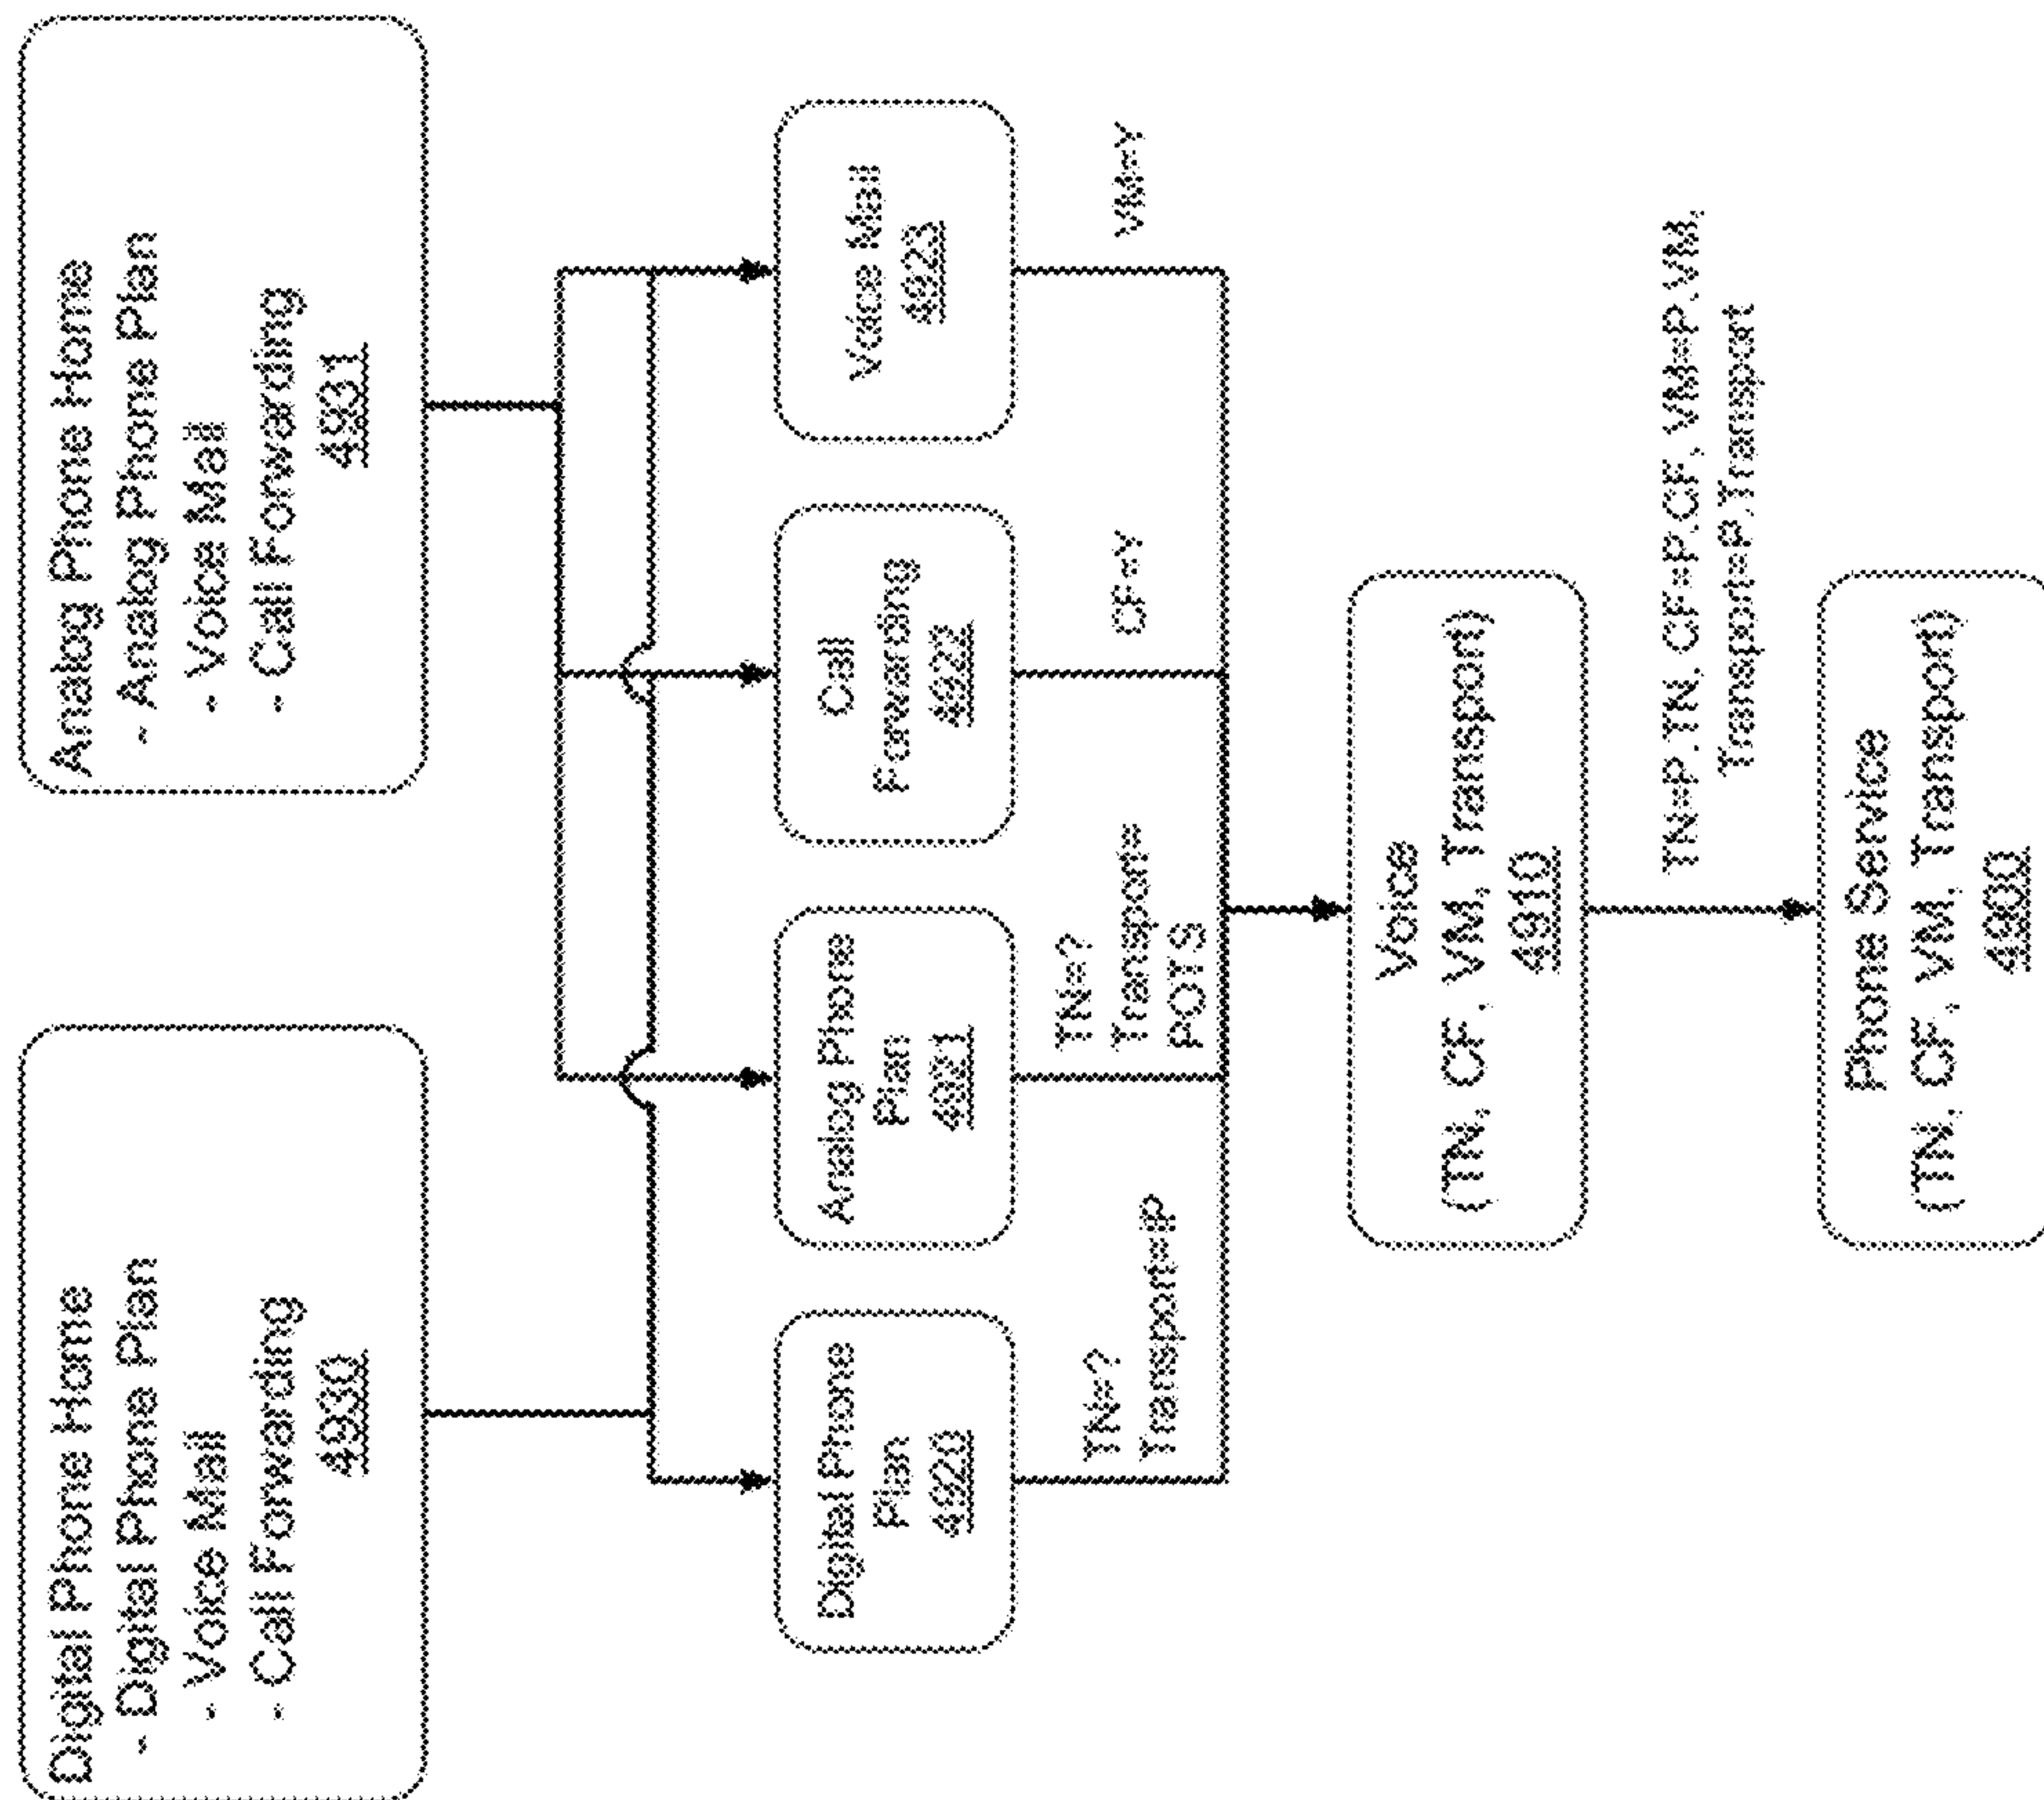 Digital Phone Home
- Digital Phone Plan
- Voice Mail
- Call Forwarding
4930
Analog Phone Home
- Analog Phone Plan
- Voice Mail
- Call Forwarding
4931
Digital Phone
Plan
4920
Analog Phone
Plan
4921
Call
Forwarding
4922
Voice Mail
4923
TN=?
Transport=IP
TN=?
Transport=
POTS
CF=Y
VM=Y
Voice
(TN, CF, VM, Transport)
4910
TN=P.TN, CF=P.CF, VM=P.VM,
Transport=P.Transport
Phone Service
(TN, CF, VM, Transport)
4900